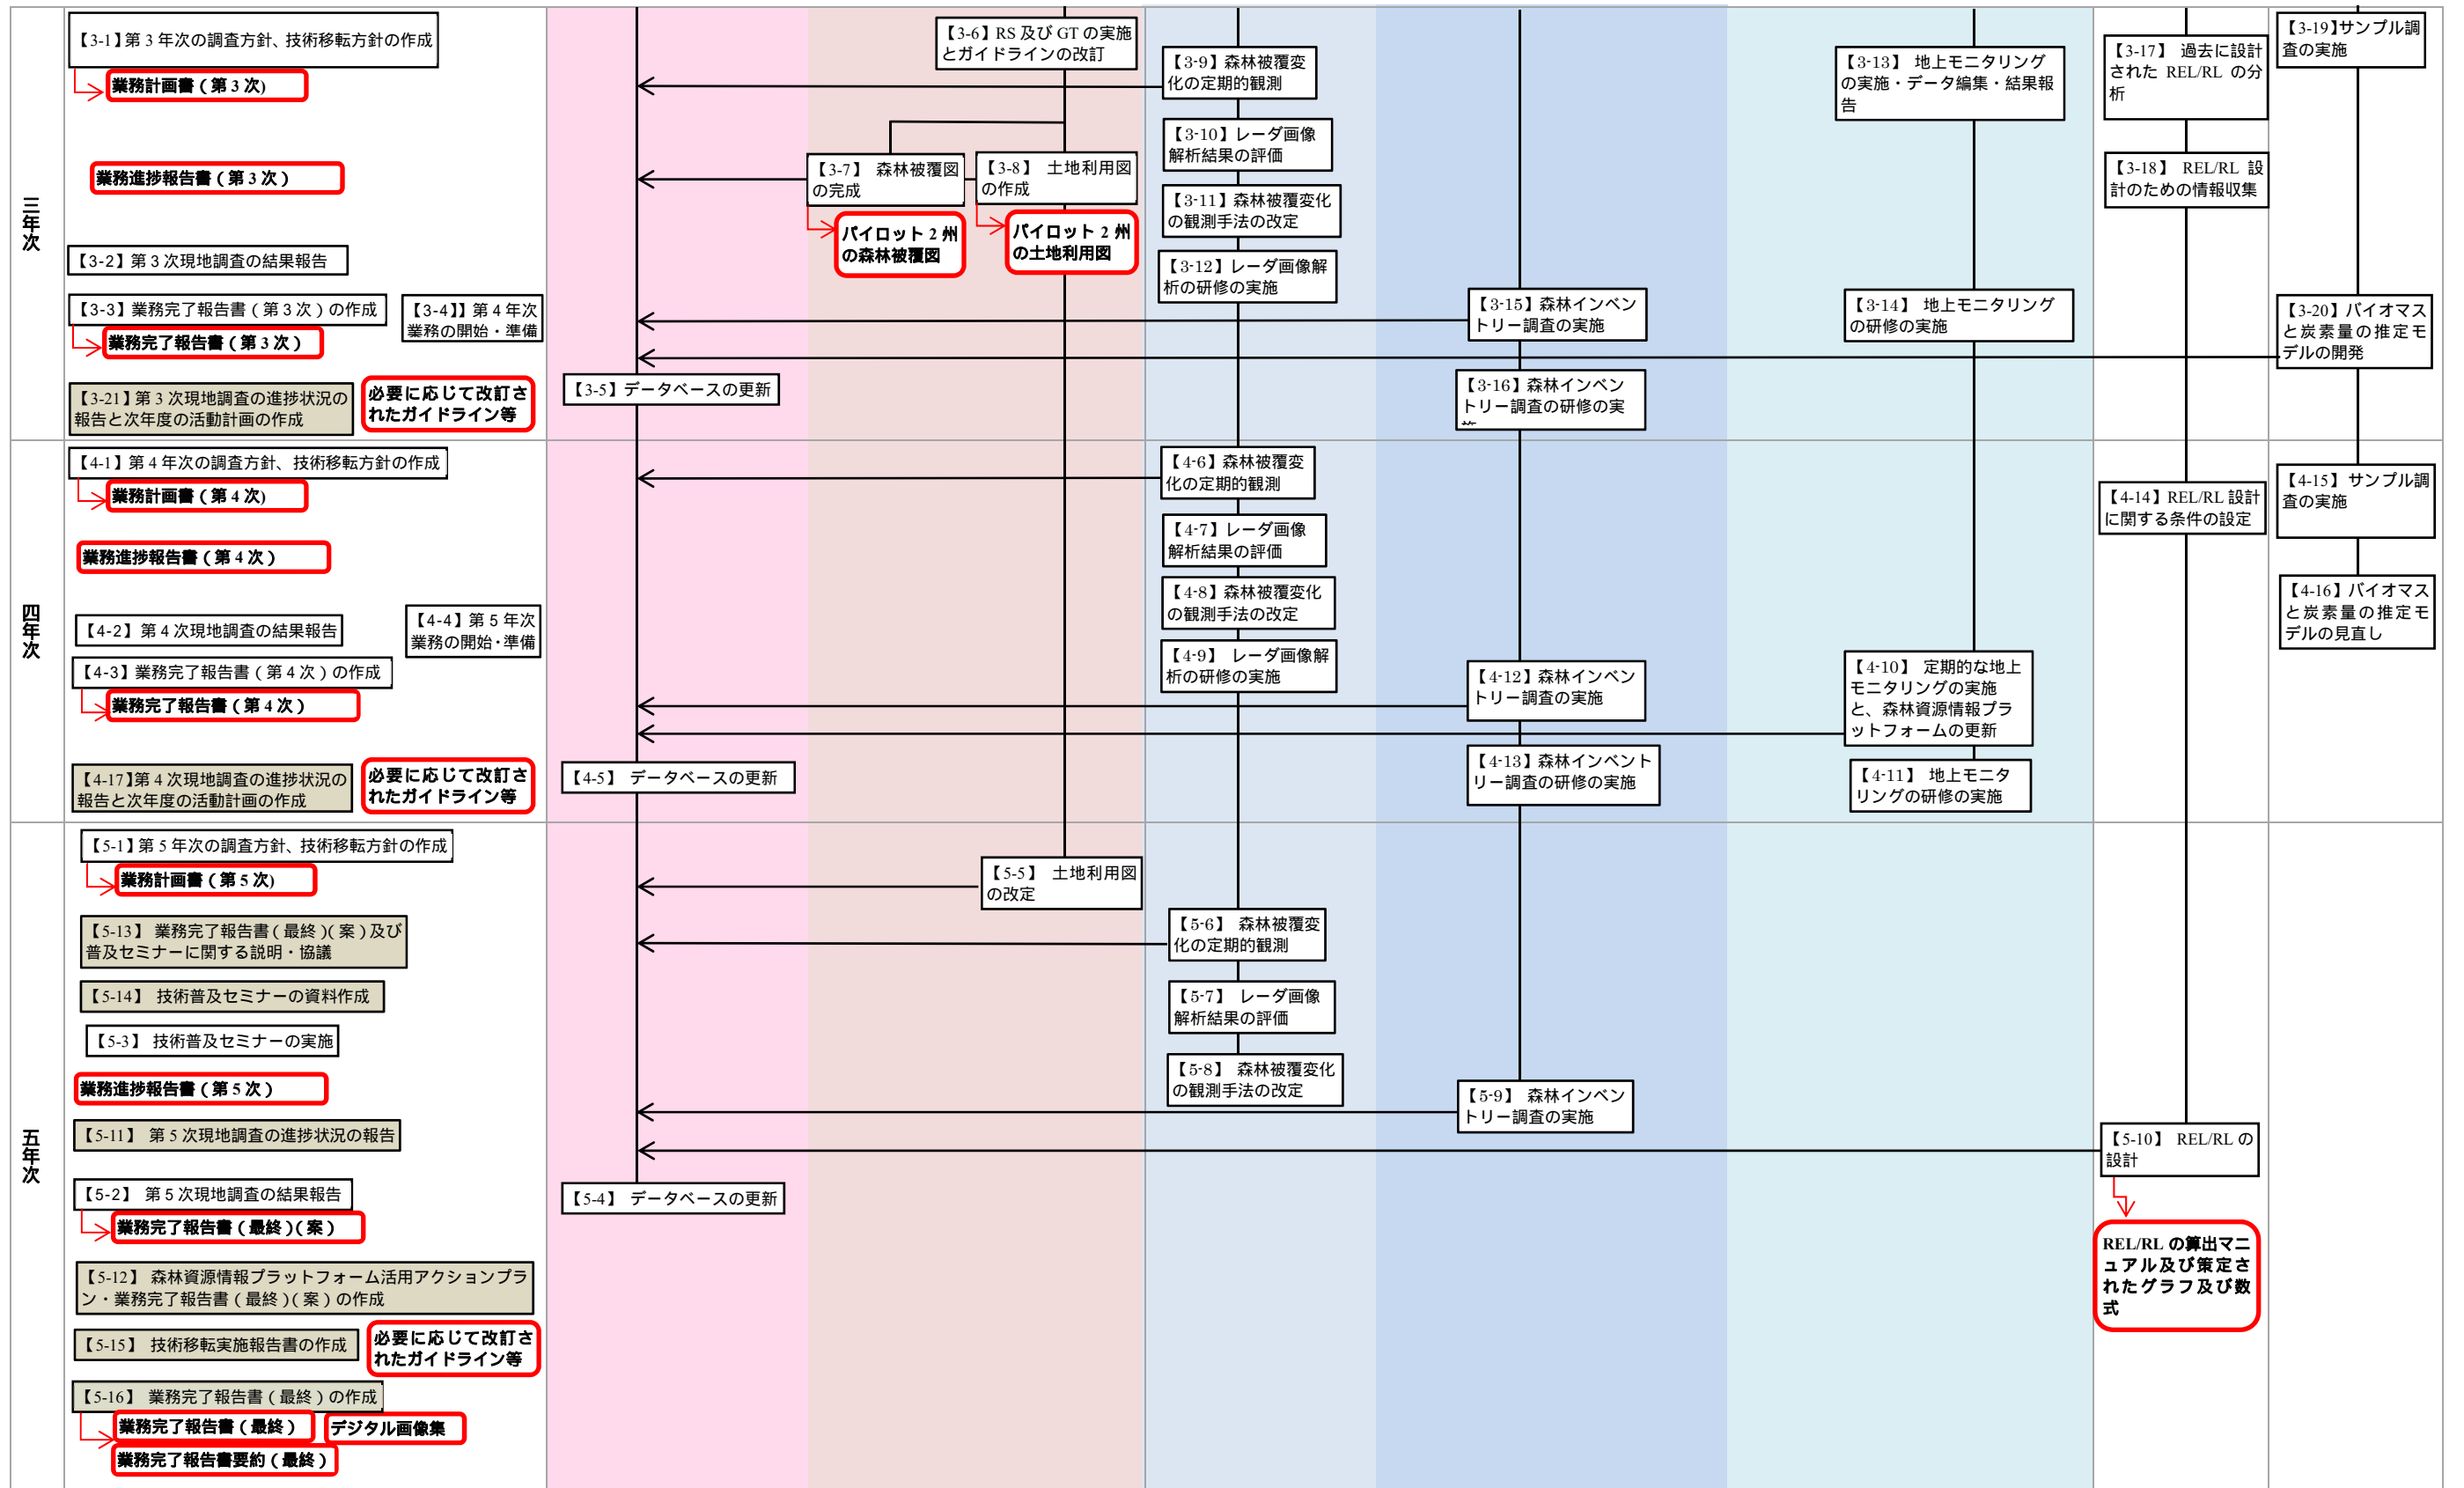 三年次
【3-1】第3年次の調査方針、技術移転方針の作成
業務計画書（第3次)
業務進捗報告書（第3次）
【3-2】第3次現地調査の結果報告
【3-3】業務完了報告書（第3次）の作成
業務完了報告書（第3次）
【3-4】】第4年次
業務の開始・準備
【3-21】第3次現地調査の進捗状況の
報告と次年度の活動計画の作成
必要に応じて改訂さ
れたガイドライン等
【3-5】データベースの更新
【3-6】RS及びGTの実施
とガイドラインの改訂
【3-7】 森林被覆図
の完成
パイロット2州
の森林被覆図
【3-8】 土地利用図
の作成
パイロット2州
の土地利用図
【3-9】森林被覆変
化の定期的観測
【3-10】レーダ画像
解析結果の評価
【3-11】森林被覆変化
の観測手法の改定
【3-12】レーダ画像解
析の研修の実施
【3-15】森林インベン
トリー調査の実施
【3-16】森林インベン
トリー調査の研修の実
【3-13】 地上モニタリング
の実施・データ編集・結果報
告
【3-14】 地上モニタリング
の研修の実施
【3-17】 過去に設計
された REL/RL の分
析
【3-18】 REL/RL 設
計のための情報収集
【3-19】サンプル調
査の実施
【3-20】バイオマス
と炭素量の推定モ
デルの開発
四年次
【4-1】第4年次の調査方針、技術移転方針の作成
業務計画書（第4次)
業務進捗報告書（第4次）
【4-2】第4次現地調査の結果報告
【4-4】第5年次
業務の開始・準備
【4-3】業務完了報告書（第4次）の作成
業務完了報告書（第4次）
【4-17】第4次現地調査の進捗状況の
報告と次年度の活動計画の作成
必要に応じて改訂さ
れたガイドライン等
【4-5】 データベースの更新
【4-6】森林被覆変
化の定期的観測
【4-7】レーダ画像
解析結果の評価
【4-8】森林被覆変化
の観測手法の改定
【4-9】 レーダ画像解
析の研修の実施
【4-12】森林インベン
トリー調査の実施
【4-13】森林インベント
リー調査の研修の実施
【4-10】 定期的な地上
モニタリングの実施
と、森林資源情報プラ
ットフォームの更新
【4-11】 地上モニタ
リングの研修の実施
【4-14】REL/RL設計
に関する条件の設定
【4-15】サンプル調
査の実施
【4-16】バイオマス
と炭素量の推定モ
デルの見直し
五年次
【5-1】第5年次の調査方針、技術移転方針の作成
業務計画書（第5次)
【5-13】 業務完了報告書（最終）（案）及び
普及セミナーに関する説明・協議
【5-14】 技術普及セミナーの資料作成
【5-3】 技術普及セミナーの実施
業務進捗報告書（第5次）
【5-11】 第5次現地調査の進捗状況の報告
【5-2】 第5次現地調査の結果報告
業務完了報告書（最終）（案）
【5-12】 森林資源情報プラットフォーム活用アクションプラ
ン・業務完了報告書（最終）（案）の作成
【5-15】 技術移転実施報告書の作成
必要に応じて改訂さ
れたガイドライン等
【5-16】 業務完了報告書（最終）の作成
業務完了報告書（最終）
デジタル画像集
業務完了報告書要約（最終）
【5-4】 データベースの更新
【5-5】 土地利用図
の改定
【5-6】 森林被覆変
化の定期的観測
【5-7】 レーダ画像
解析結果の評価
【5-8】 森林被覆変化
の観測手法の改定
【5-9】 森林インベン
トリー調査の実施
【5-10】 REL/RLの
設計
REL/RLの算出マニ
ュアル及び策定さ
れたグラフ及び数
式